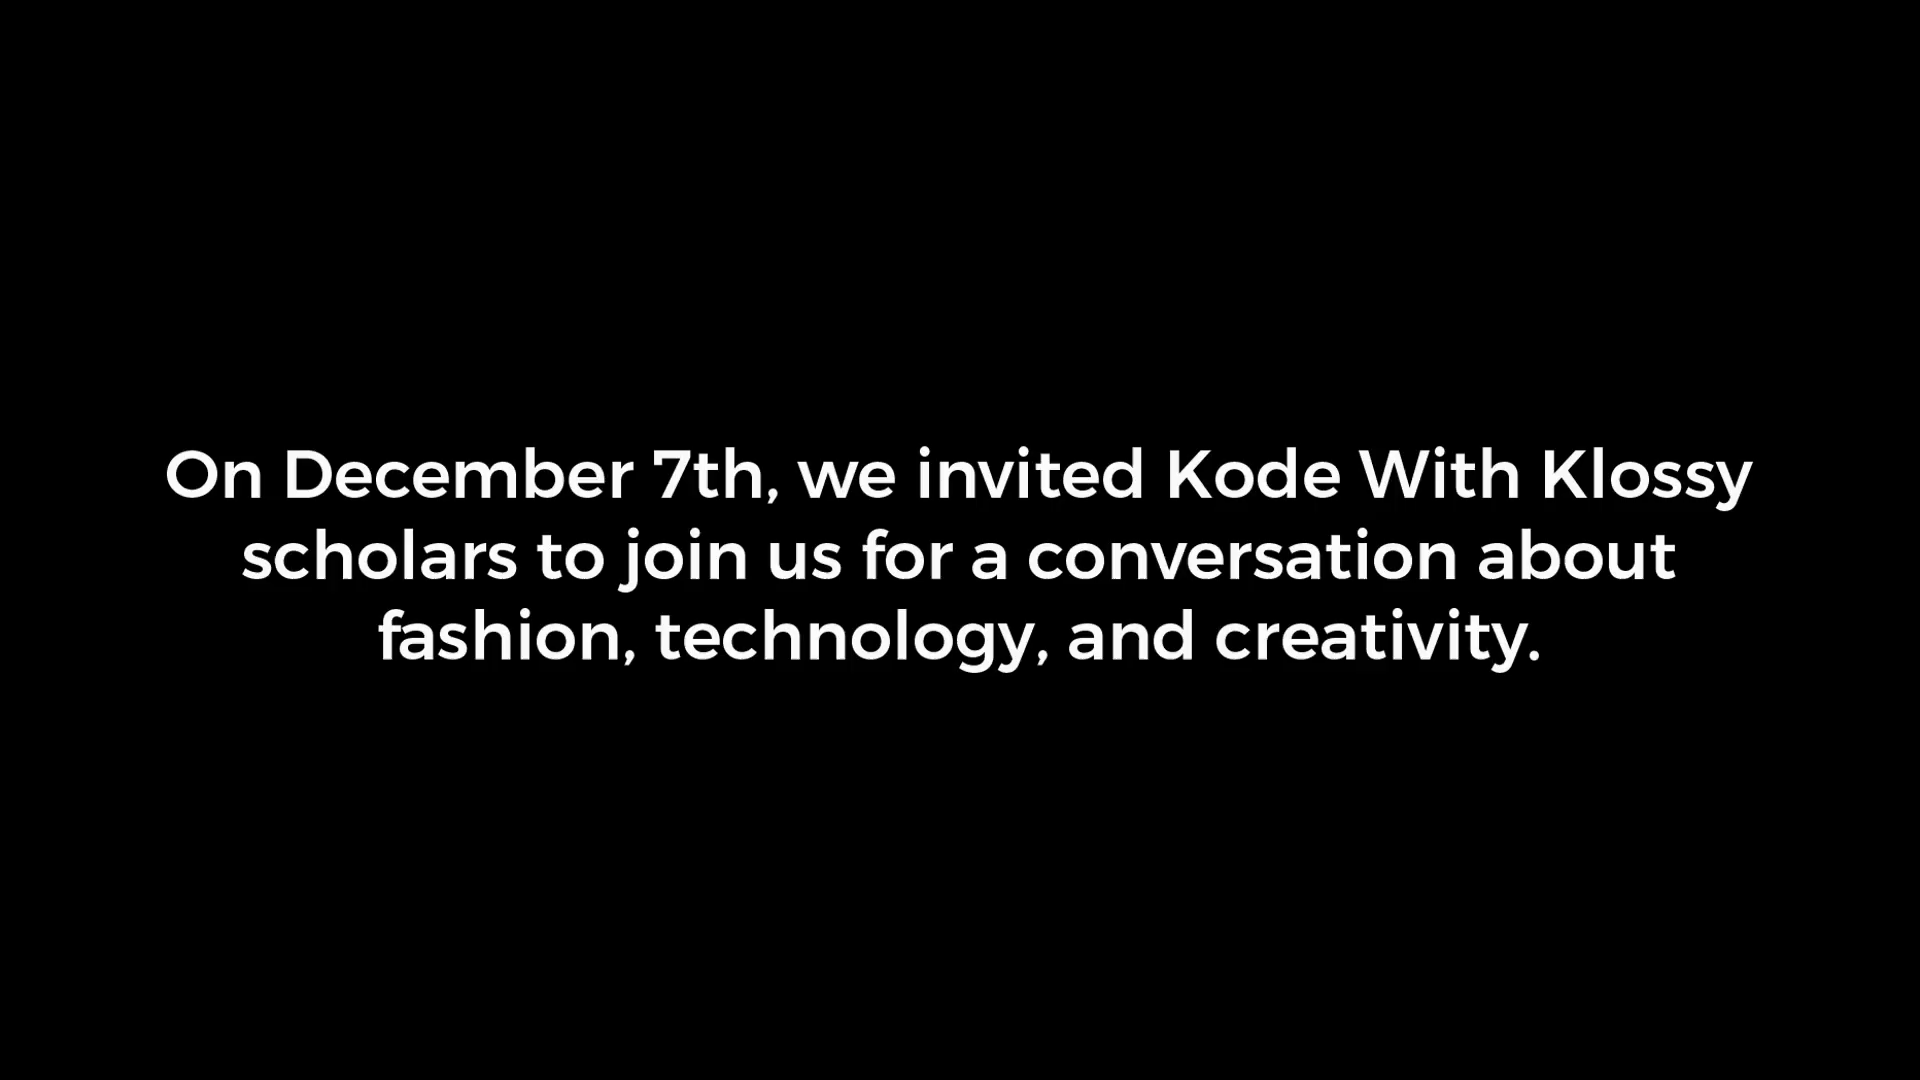 On December 7th, we invited Kode With Klossy
scholars to join us for a conversation about
fashion, technology, and creativity.